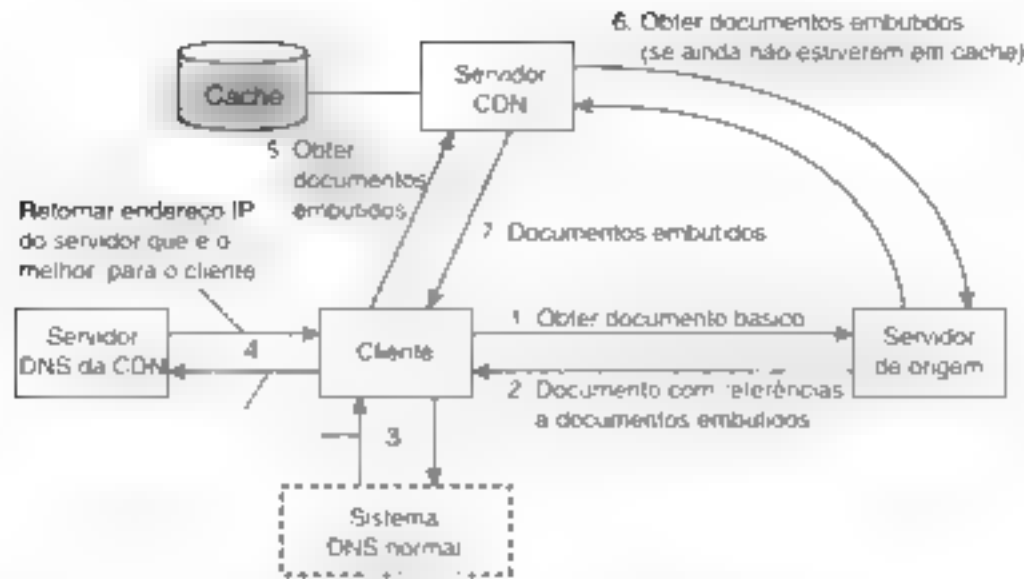 6. Obter documentos embutidos
(se ainda não estiverem em cache)
Servidor
CDN
Cache
5 Obter
documentos
embutidos
Retornar endereço IP
do servidor que é o
melhor para o cliente
7 Documentos embutidos
1 Obter documento básico
Servidor
DNS da CDN
4
Cliente
Servidor
de origem
2 Documento com referências
a documentos embutidos
3
Sistema
DNS normal